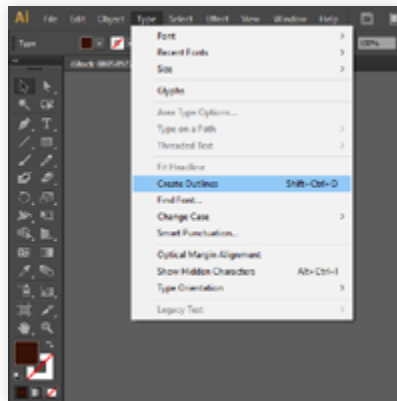 Ai File Edit Object Type Select Effect View Window Help
Type
100%
Font
Recent Fonts
Size
Glyphs
Area Type Options...
Type on a Path
Threaded Text
Fit Headline
Create Outlines Shift+Ctrl+O
Find Font...
Change Case
Smart Punctuation...
Optical Margin Alignment
Show Hidden Characters Alt+Ctrl+I
Type Orientation
Legacy Text